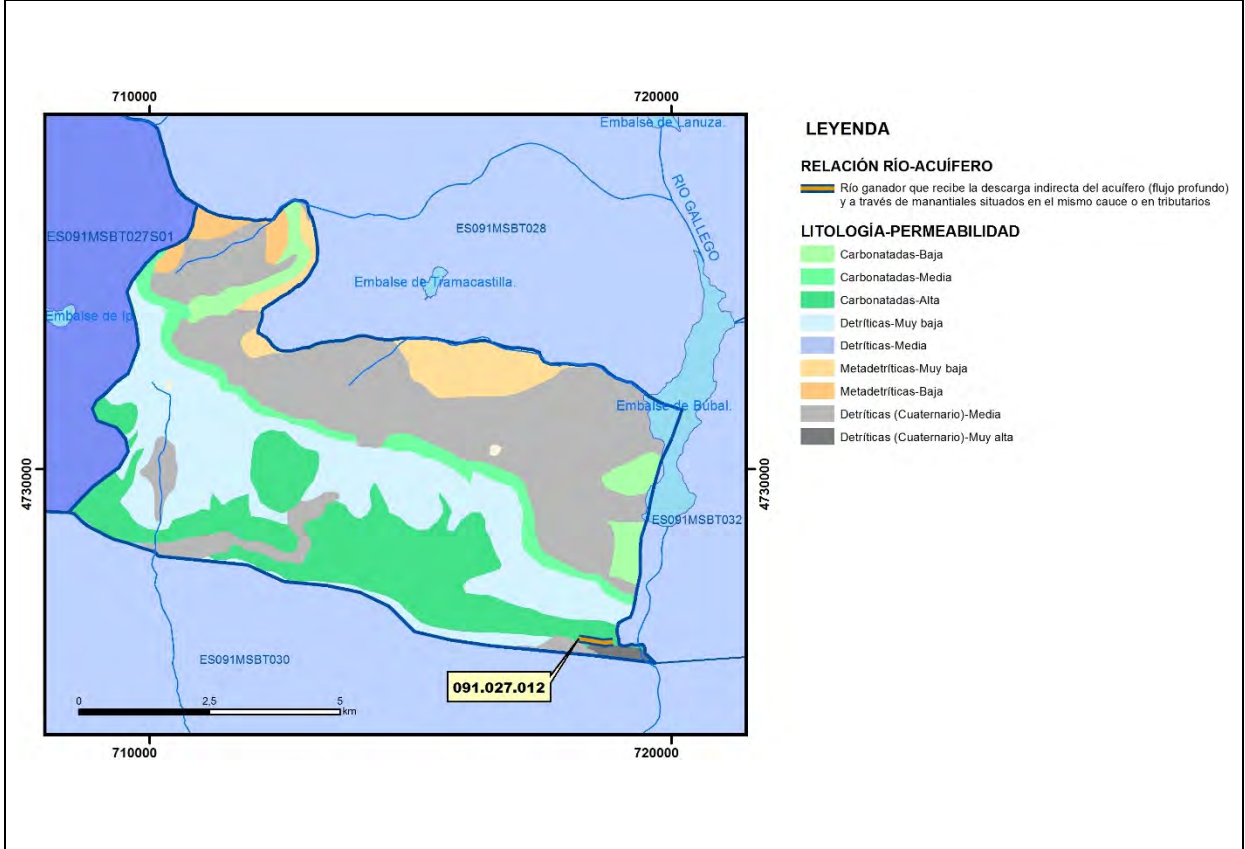 710000
720000
Embalse de Lanuza.
RIO GALLEGO
ES091MSBT027S01
ES091MSBT028
Embalse de Tramacastilla.
Embalse de Ip.
Embalse de Búbal.
4730000
4730000
ES091MSBT032
ES091MSBT030
091.027.012
0
2,5
5
km
710000
720000
LEYENDA
RELACIÓN RÍO-ACUÍFERO
Río ganador que recibe la descarga indirecta del acuífero (flujo profundo)
y a través de manantiales situados en el mismo cauce o en tributarios
LITOLOGÍA-PERMEABILIDAD
Carbonatadas-Baja
Carbonatadas-Media
Carbonatadas-Alta
Detríticas-Muy baja
Detríticas-Media
Metadetríticas-Muy baja
Metadetríticas-Baja
Detríticas (Cuaternario)-Media
Detríticas (Cuaternario)-Muy alta